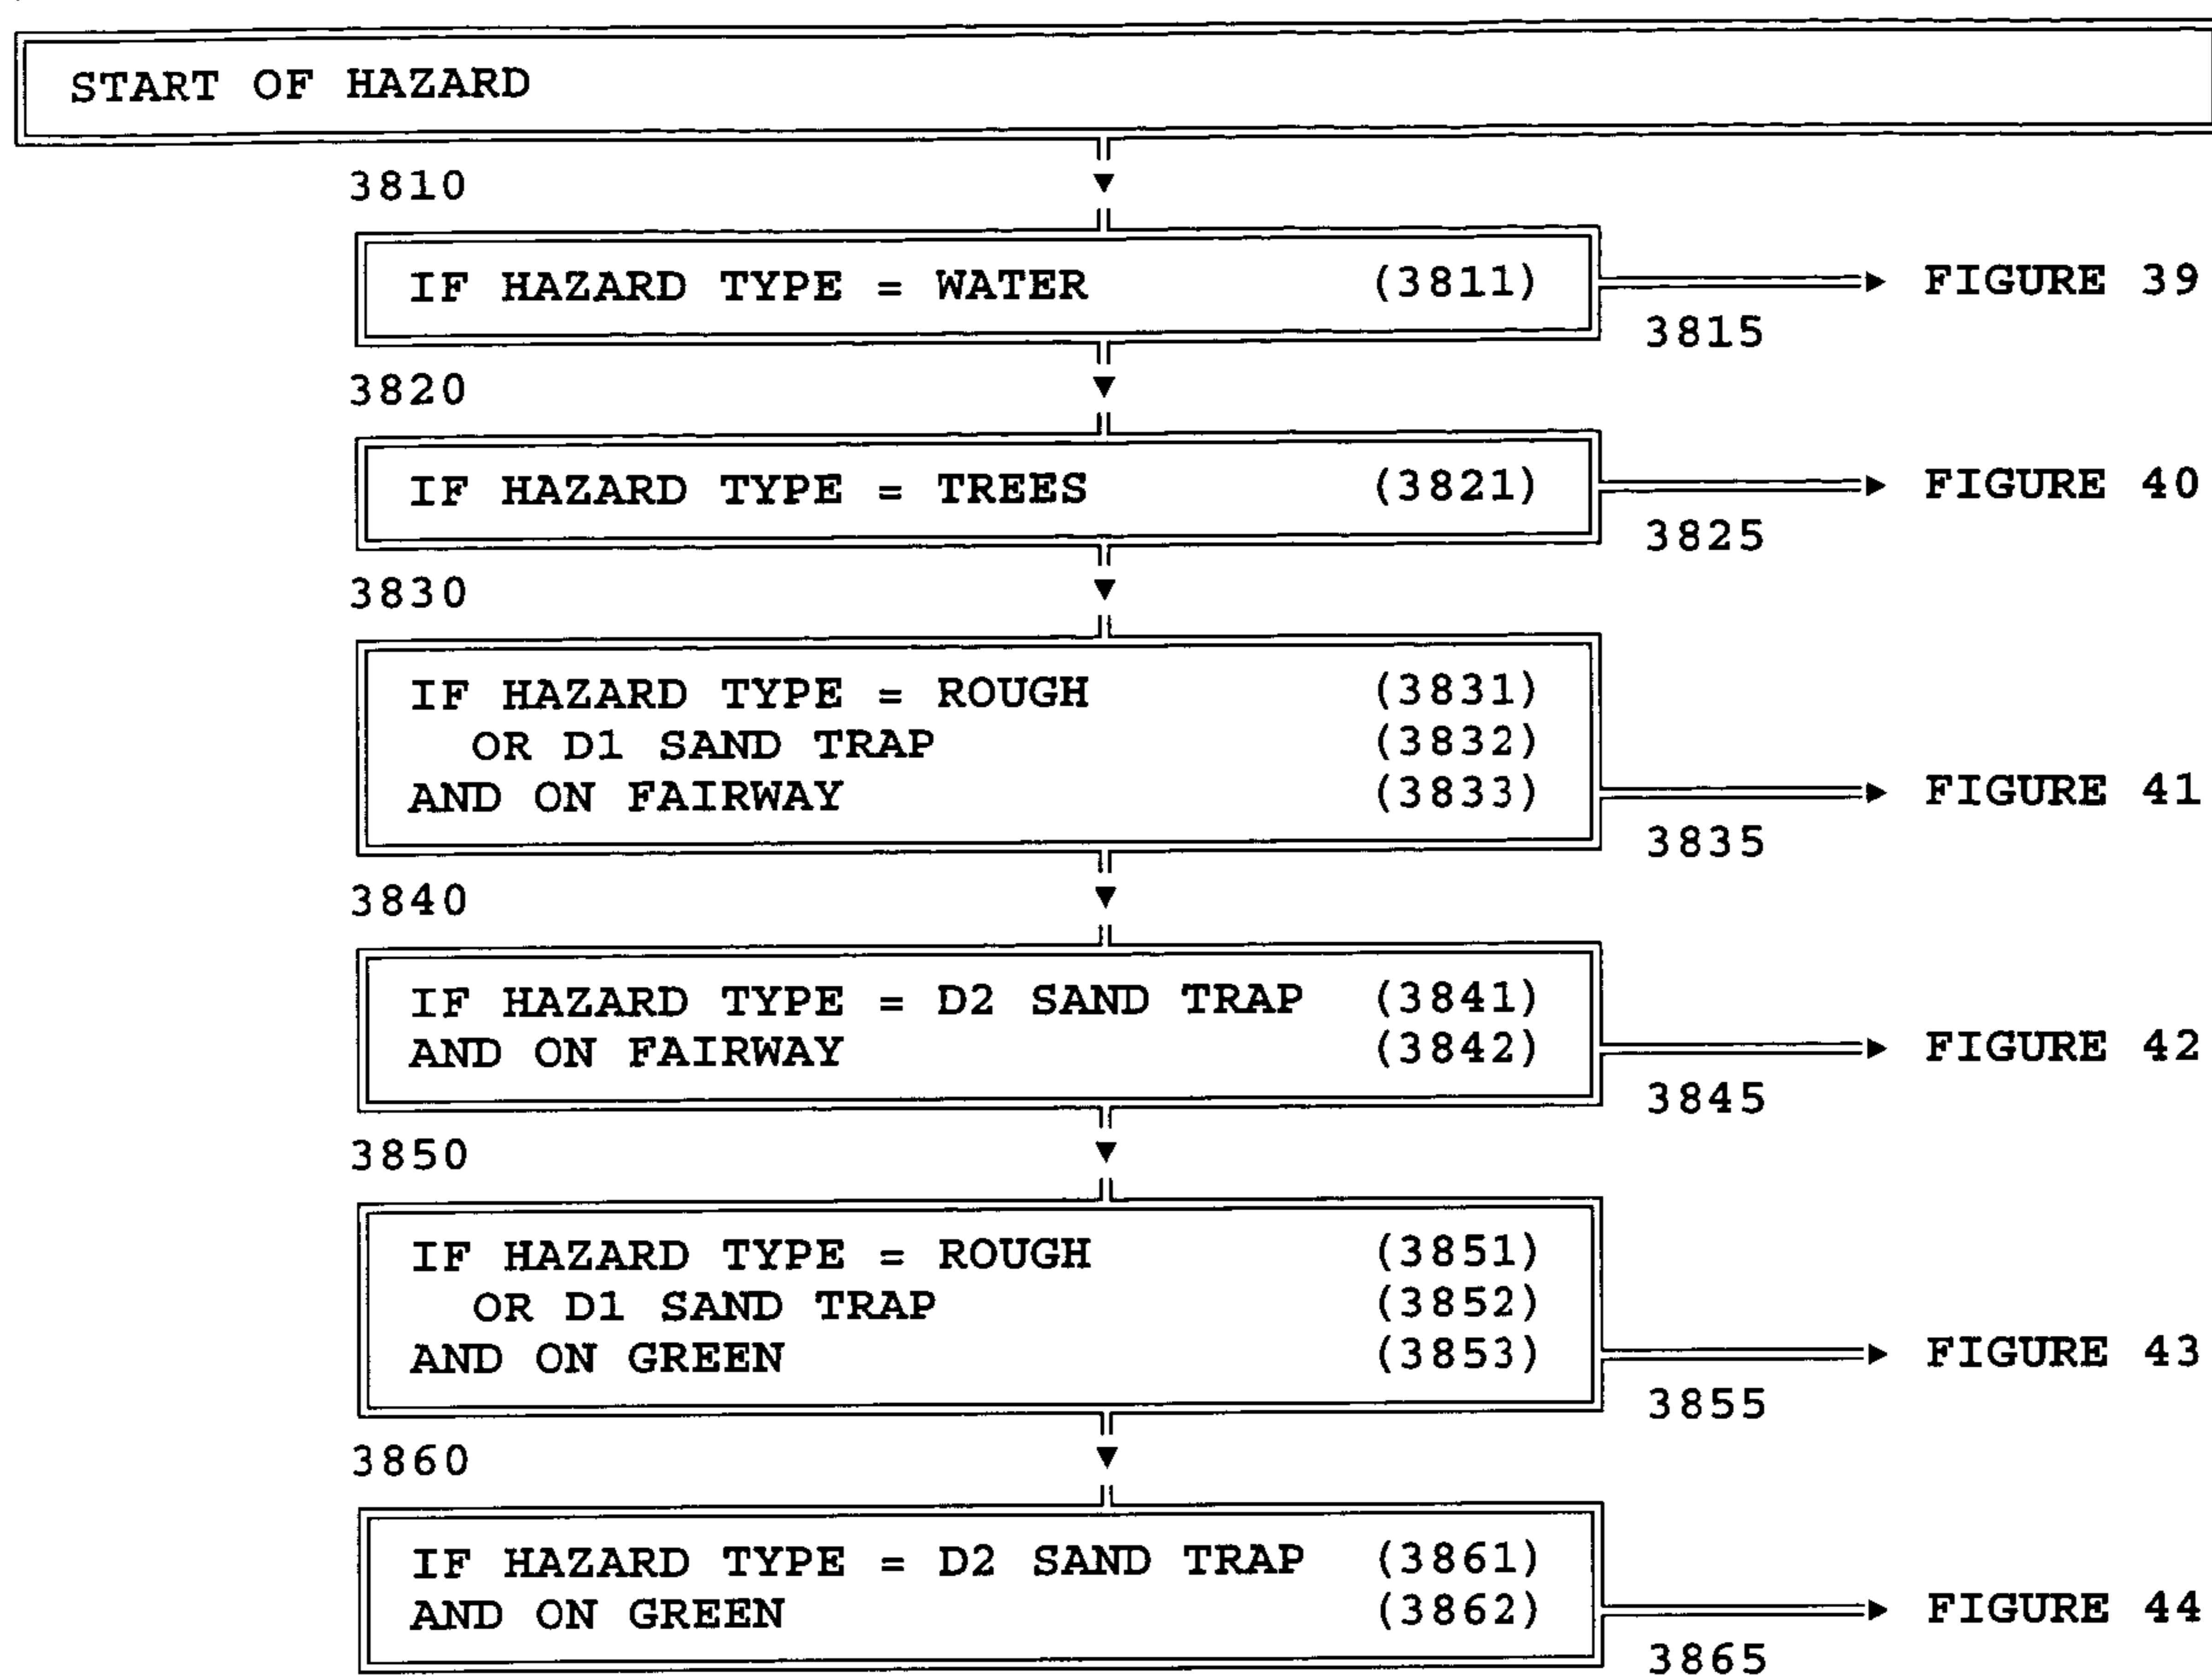 START OF HAZARD
3810
IF HAZARD TYPE = WATER (3811) FIGURE 39
3815
3820
IF HAZARD TYPE = TREES (3821) FIGURE 40
3825
3830
IF HAZARD TYPE = ROUGH (3831)
OR D1 SAND TRAP (3832)
AND ON FAIRWAY (3833) FIGURE 41
3835
3840
IF HAZARD TYPE = D2 SAND TRAP (3841)
AND ON FAIRWAY (3842) FIGURE 42
3845
3850
IF HAZARD TYPE = ROUGH (3851)
OR D1 SAND TRAP (3852)
AND ON GREEN (3853) FIGURE 43
3855
3860
IF HAZARD TYPE = D2 SAND TRAP (3861)
AND ON GREEN (3862) FIGURE 44
3865